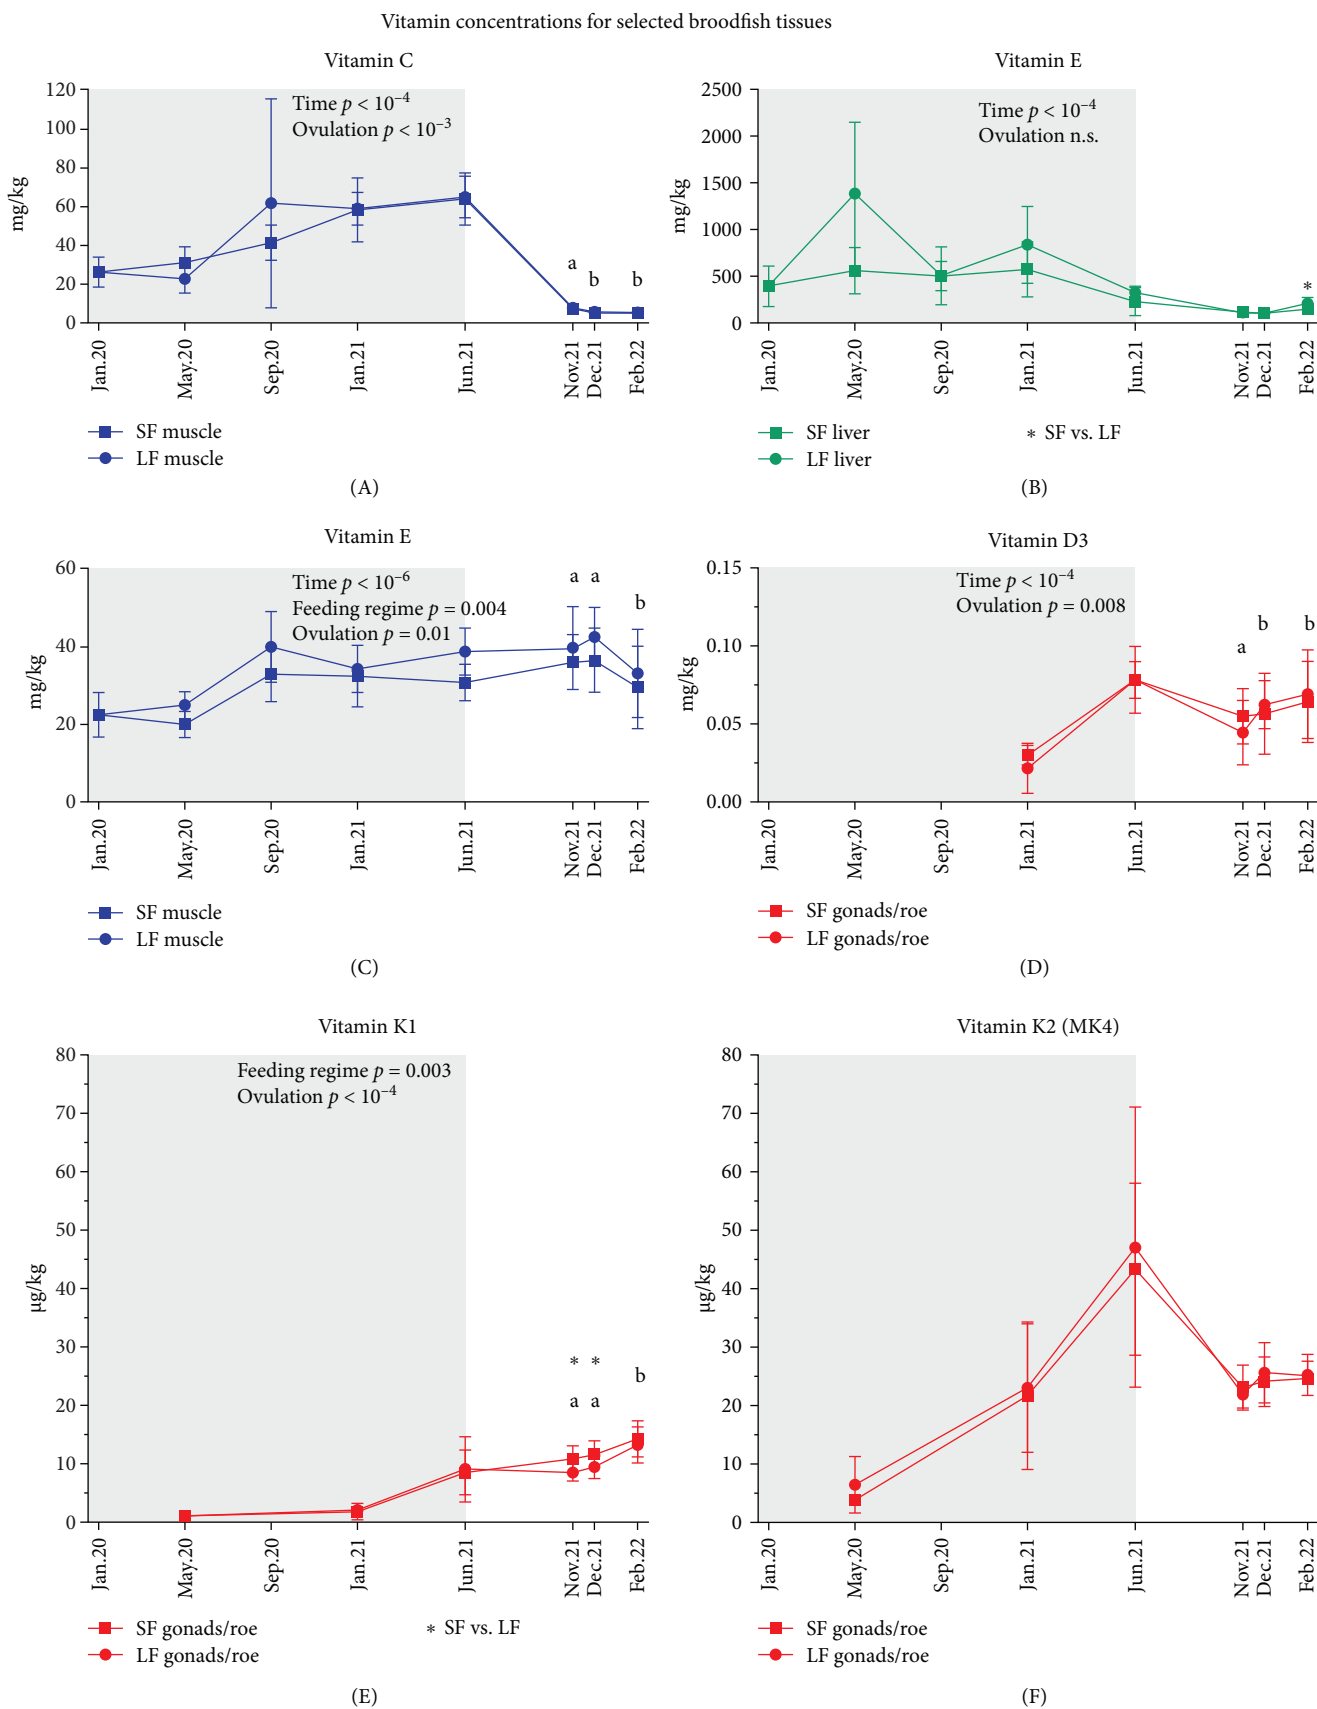 Vitamin concentrations for selected broodfish tissues
Vitamin C
120
100
80
60
40
20
0
mg/kg
Time p < 10⁻⁴
Ovulation p < 10⁻³
a
b
b
Jan.20
May.20
Sep.20
Jan.21
Jun.21
Nov.21
Dec.21
Feb.22
SF muscle
LF muscle
(A)
Vitamin E
2500
2000
1500
1000
500
0
mg/kg
Time p < 10⁻⁴
Ovulation n.s.
*
Jan.20
May.20
Sep.20
Jan.21
Jun.21
Nov.21
Dec.21
Feb.22
SF liver
LF liver
* SF vs. LF
(B)
Vitamin E
60
40
20
0
mg/kg
Time p < 10⁻⁶
Feeding regime p = 0.004
Ovulation p = 0.01
a
a
b
Jan.20
May.20
Sep.20
Jan.21
Jun.21
Nov.21
Dec.21
Feb.22
SF muscle
LF muscle
(C)
Vitamin D3
0.15
0.10
0.05
0.00
mg/kg
Time p < 10⁻⁴
Ovulation p = 0.008
a
b
b
Jan.20
May.20
Sep.20
Jan.21
Jun.21
Nov.21
Dec.21
Feb.22
SF gonads/roe
LF gonads/roe
(D)
Vitamin K1
80
70
60
50
40
30
20
10
0
µg/kg
Feeding regime p = 0.003
Ovulation p < 10⁻⁴
* *
a a
b
Jan.20
May.20
Sep.20
Jan.21
Jun.21
Nov.21
Dec.21
Feb.22
SF gonads/roe
LF gonads/roe
* SF vs. LF
(E)
Vitamin K2 (MK4)
80
70
60
50
40
30
20
10
0
µg/kg
Jan.20
May.20
Sep.20
Jan.21
Jun.21
Nov.21
Dec.21
Feb.22
SF gonads/roe
LF gonads/roe
(F)